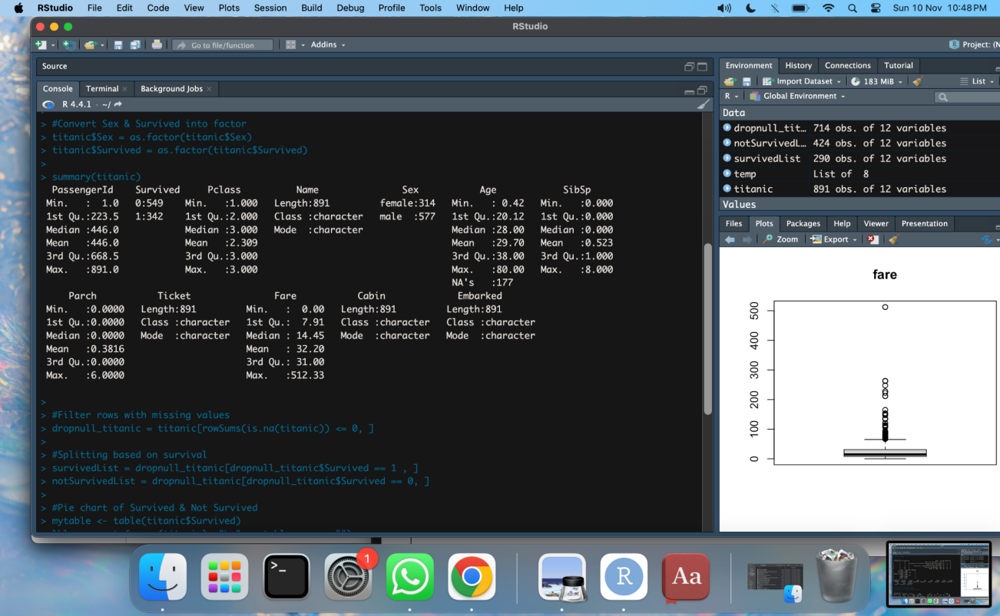 RStudio File Edit Code View Plots Session Build Debug Profile Tools Window Help Sun 10 Nov 10:48 PM
RStudio
Go to file/function Addins Project: (N
Source
Console Terminal Background Jobs
R 4.4.1 · ~/
> #Convert Sex & Survived into factor
> titanic$Sex = as.factor(titanic$Sex)
> titanic$Survived = as.factor(titanic$Survived)
>
> summary(titanic)
PassengerId Survived Pclass Name Sex Age SibSp
Min. : 1.0 0:549 Min. :1.000 Length:891 female:314 Min. : 0.42 Min. :0.000
1st Qu.:223.5 1:342 1st Qu.:2.000 Class :character male :577 1st Qu.:20.12 1st Qu.:0.000
Median :446.0 Median :3.000 Mode :character Median :28.00 Median :0.000
Mean :446.0 Mean :2.309 Mean :29.70 Mean :0.523
3rd Qu.:668.5 3rd Qu.:3.000 3rd Qu.:38.00 3rd Qu.:1.000
Max. :891.0 Max. :3.000 Max. :80.00 Max. :8.000
NA's :177
Parch Ticket Fare Cabin Embarked
Min. :0.0000 Length:891 Min. : 0.00 Length:891 Length:891
1st Qu.:0.0000 Class :character 1st Qu.: 7.91 Class :character Class :character
Median :0.0000 Mode :character Median : 14.45 Mode :character Mode :character
Mean :0.3816 Mean : 32.20
3rd Qu.:0.0000 3rd Qu.: 31.00
Max. :6.0000 Max. :512.33
>
> #Filter rows with missing values
> dropnull_titanic = titanic[rowSums(is.na(titanic)) <= 0, ]
>
> #Splitting based on survival
> survivedList = dropnull_titanic[dropnull_titanic$Survived == 1 , ]
> notSurvivedList = dropnull_titanic[dropnull_titanic$Survived == 0, ]
>
> #Pie chart of Survived & Not Survived
> mytable <- table(titanic$Survived)
Environment History Connections Tutorial
Import Dataset 183 MiB List
R Global Environment
Data
dropnull_tit… 714 obs. of 12 variables
notSurvivedL… 424 obs. of 12 variables
survivedList 290 obs. of 12 variables
temp List of 8
titanic 891 obs. of 12 variables
Values
Files Plots Packages Help Viewer Presentation
Zoom Export
fare
500
400
300
200
100
0
>_
1
R
Aa